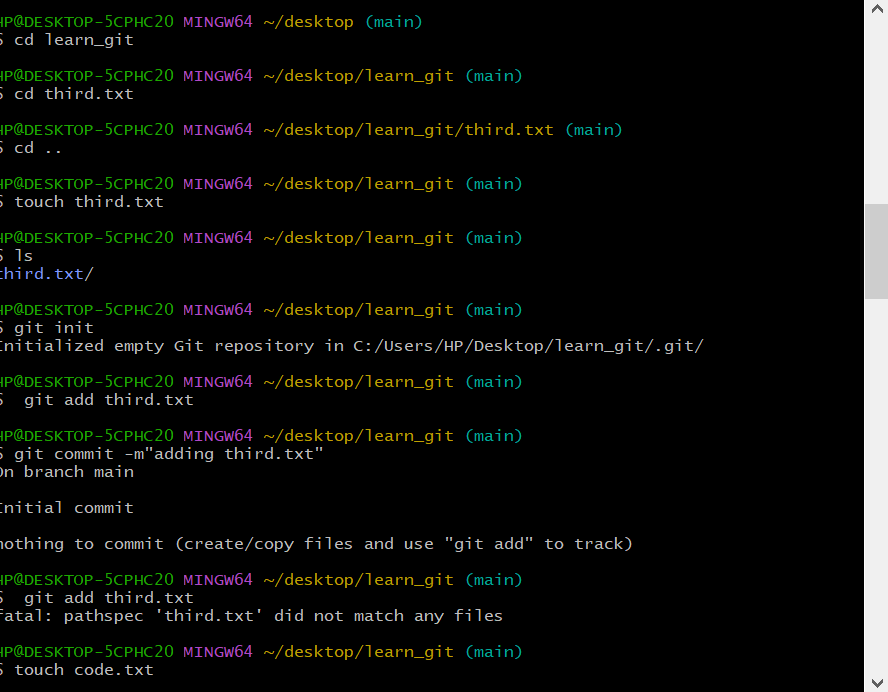 HP@DESKTOP-5CPHC20 MINGW64 ~/desktop (main)
$ cd learn_git
HP@DESKTOP-5CPHC20 MINGW64 ~/desktop/learn_git (main)
$ cd third.txt
HP@DESKTOP-5CPHC20 MINGW64 ~/desktop/learn_git/third.txt (main)
$ cd ..
HP@DESKTOP-5CPHC20 MINGW64 ~/desktop/learn_git (main)
$ touch third.txt
HP@DESKTOP-5CPHC20 MINGW64 ~/desktop/learn_git (main)
$ ls
third.txt/
HP@DESKTOP-5CPHC20 MINGW64 ~/desktop/learn_git (main)
$ git init
Initialized empty Git repository in C:/Users/HP/Desktop/learn_git/.git/
HP@DESKTOP-5CPHC20 MINGW64 ~/desktop/learn_git (main)
$  git add third.txt
HP@DESKTOP-5CPHC20 MINGW64 ~/desktop/learn_git (main)
$ git commit -m"adding third.txt"
On branch main
Initial commit
nothing to commit (create/copy files and use "git add" to track)
HP@DESKTOP-5CPHC20 MINGW64 ~/desktop/learn_git (main)
$  git add third.txt
fatal: pathspec 'third.txt' did not match any files
HP@DESKTOP-5CPHC20 MINGW64 ~/desktop/learn_git (main)
$ touch code.txt